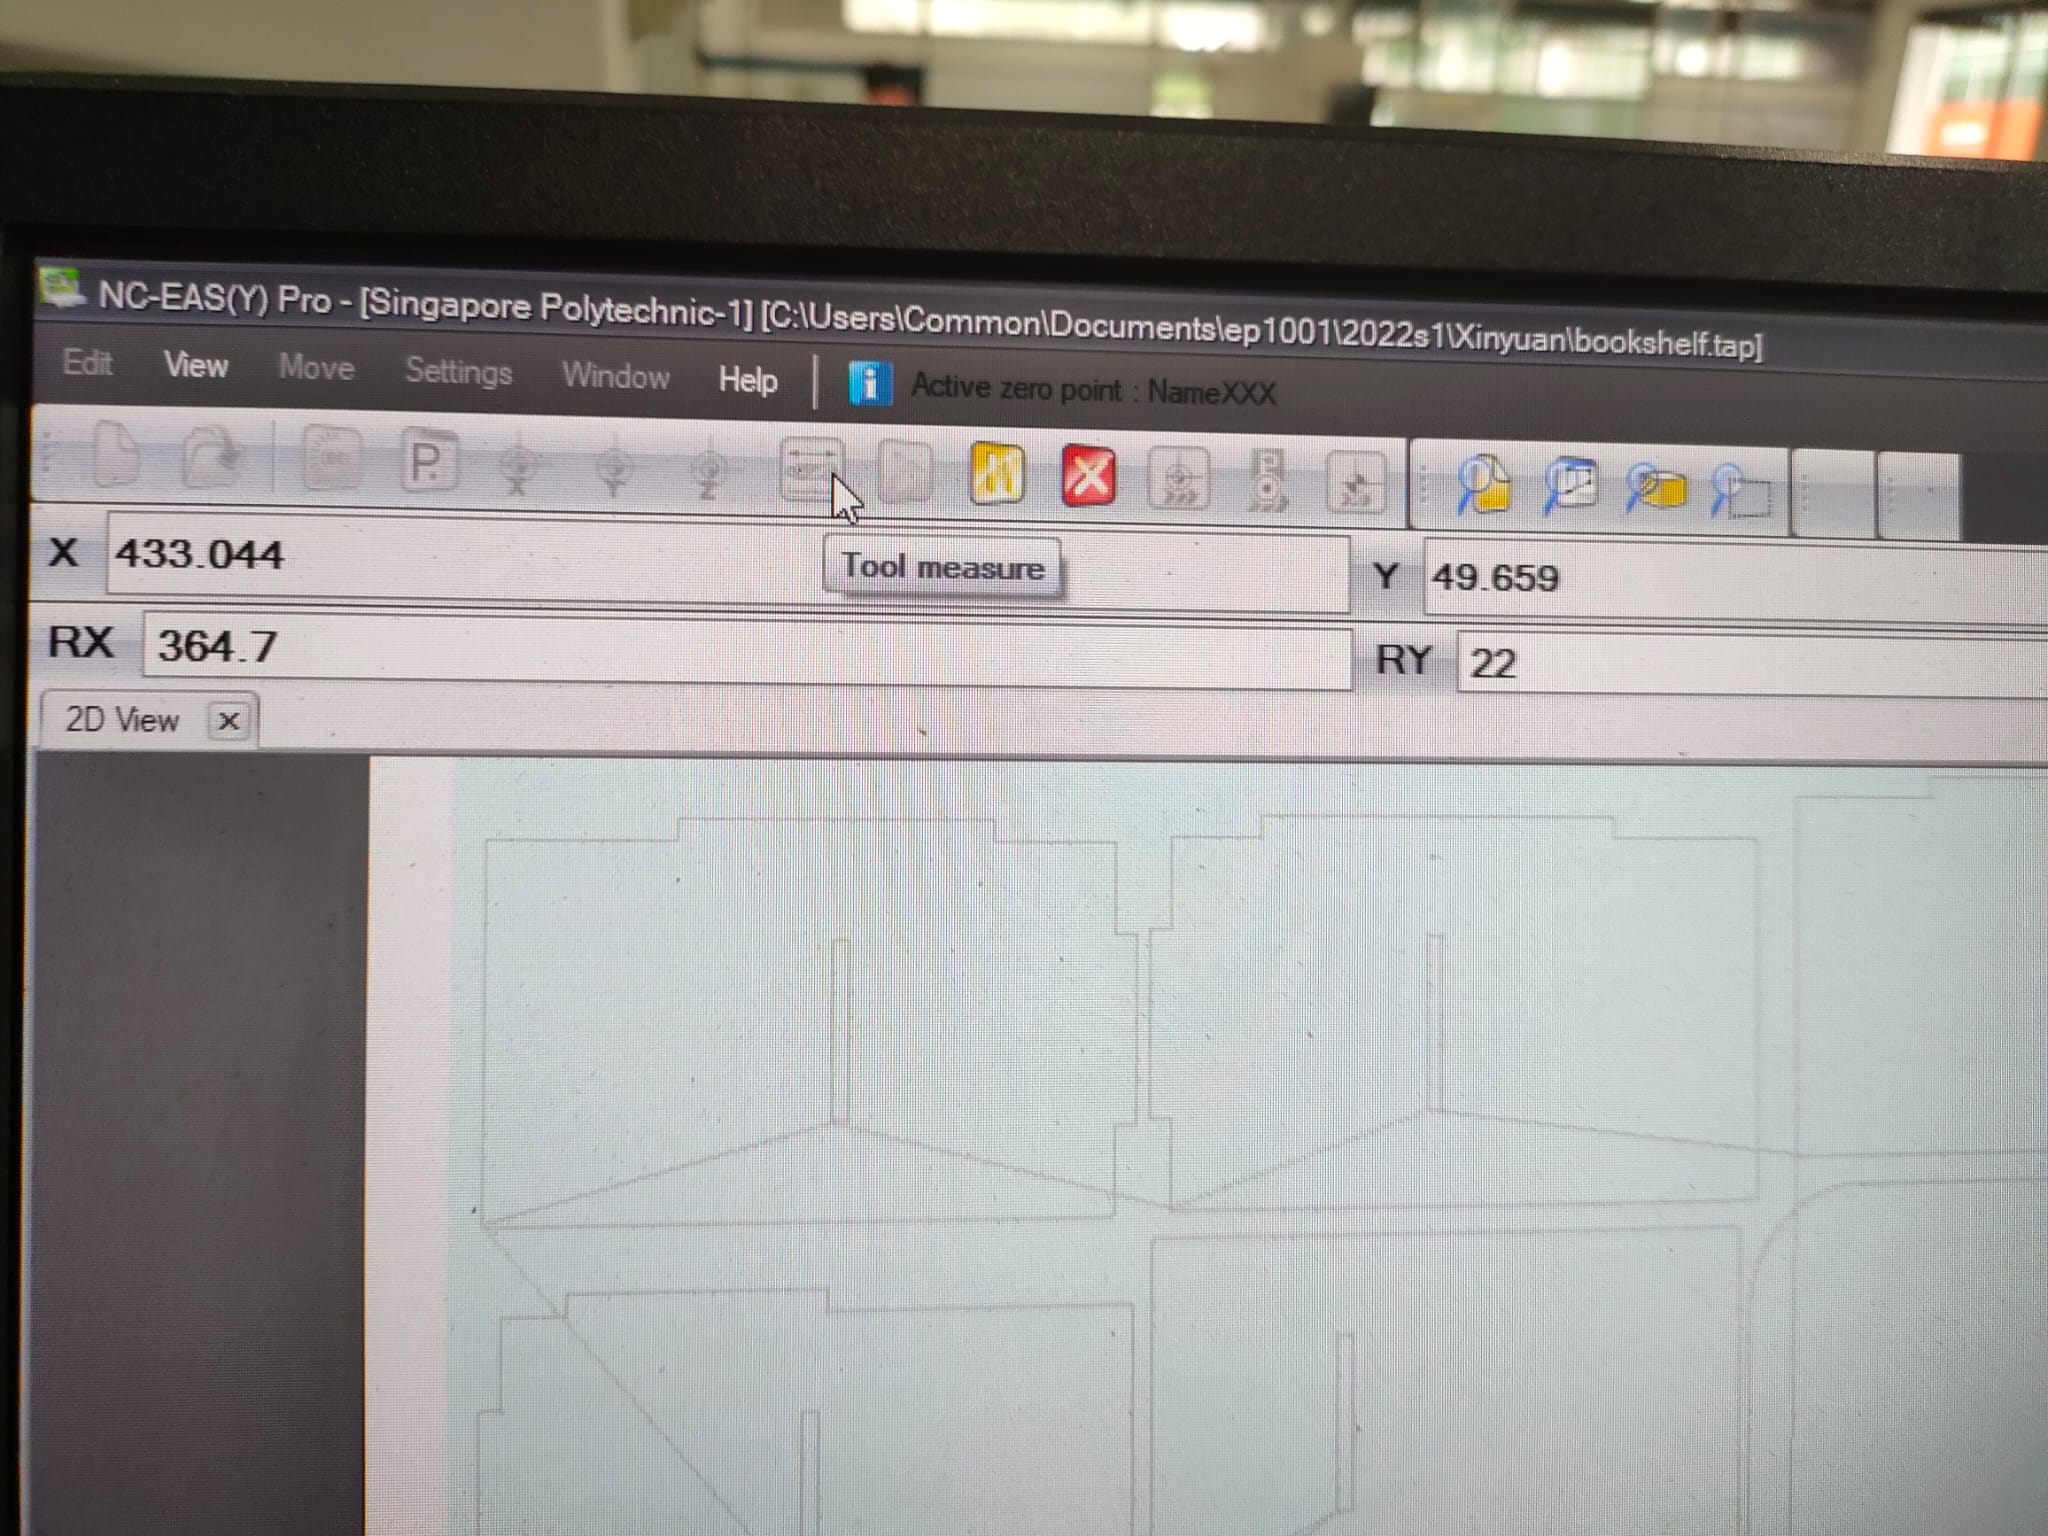 NC-EAS(Y) Pro - [Singapore Polytechnic-1] [C:\Users\Common\Documents\ep1001\2022s1\Xinyuan\bookshelf.tap]
Edit View Move Settings Window Help Active zero point : NameXXX
P. X Y Z
X 433.044 Y 49.659
Tool measure
RX 364.7 RY 22
2D View